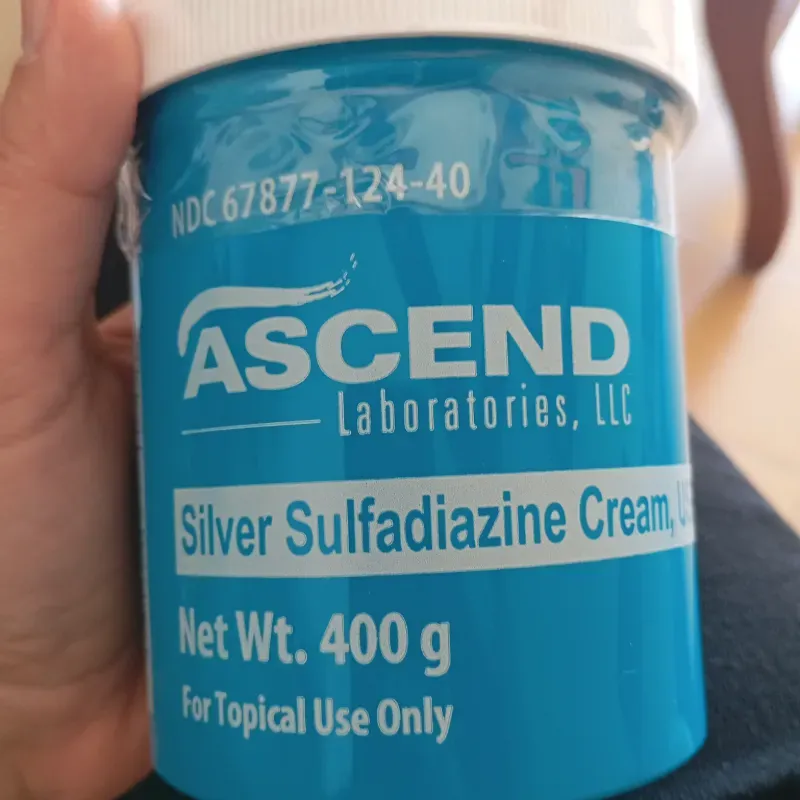 NDC 67877-124-40
ASCEND
Laboratories, LLC
Silver Sulfadiazine Cream,
Net Wt. 400 g
For Topical Use Only